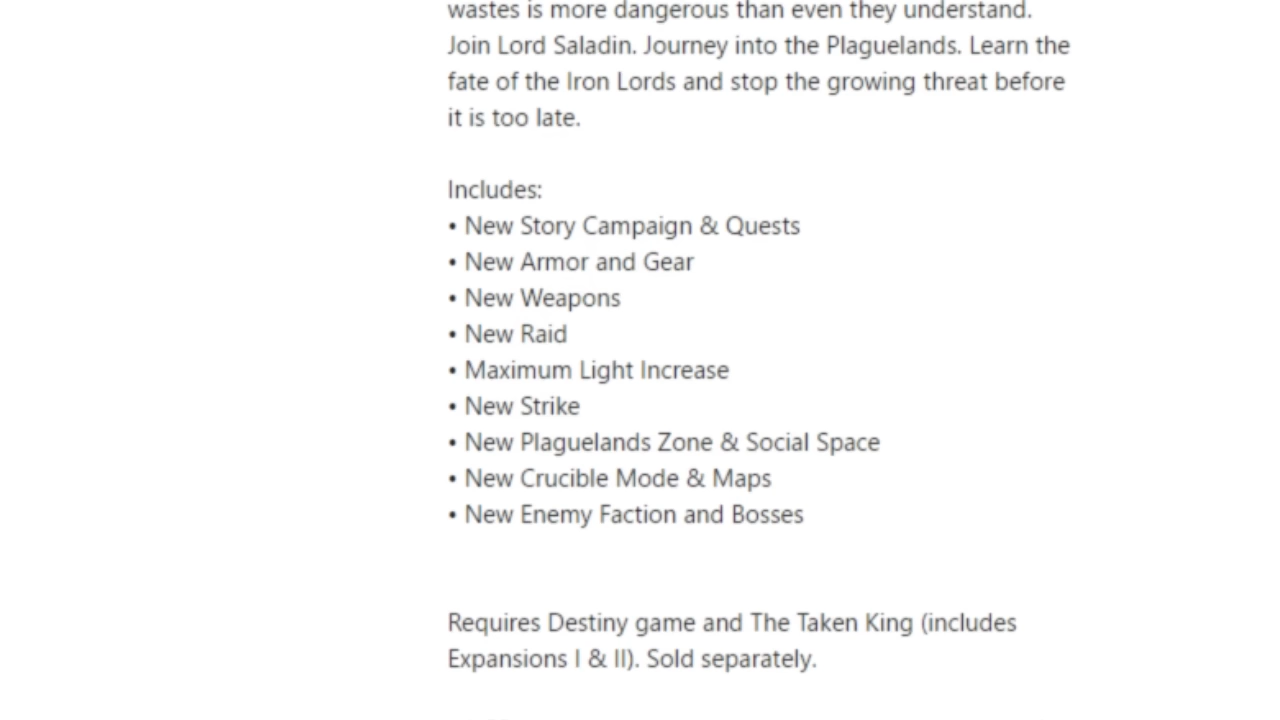 wastes is more dangerous than even they understand.
Join Lord Saladin. Journey into the Plaguelands. Learn the
fate of the Iron Lords and stop the growing threat before
it is too late.
Includes:
• New Story Campaign & Quests
• New Armor and Gear
• New Weapons
• New Raid
• Maximum Light Increase
• New Strike
• New Plaguelands Zone & Social Space
• New Crucible Mode & Maps
• New Enemy Faction and Bosses
Requires Destiny game and The Taken King (includes
Expansions I & II). Sold separately.